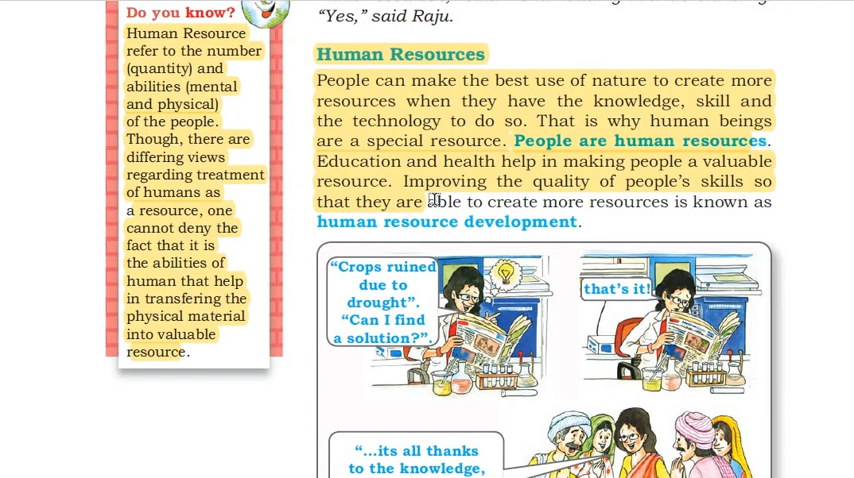 Do you know?
Human Resource
refer to the number
(quantity) and
abilities (mental
and physical)
of the people.
Though, there are
differing views
regarding treatment
of humans as
a resource, one
cannot deny the
fact that it is
the abilities of
human that help
in transfering the
physical material
into valuable
resource.
“Yes,” said Raju.
Human Resources
People can make the best use of nature to create more
resources when they have the knowledge, skill and
the technology to do so. That is why human beings
are a special resource. People are human resources.
Education and health help in making people a valuable
resource. Improving the quality of people’s skills so
that they are able to create more resources is known as
human resource development.
“Crops ruined
due to
drought”.
“Can I find
a solution?”.
that’s it!
“...its all thanks
to the knowledge,